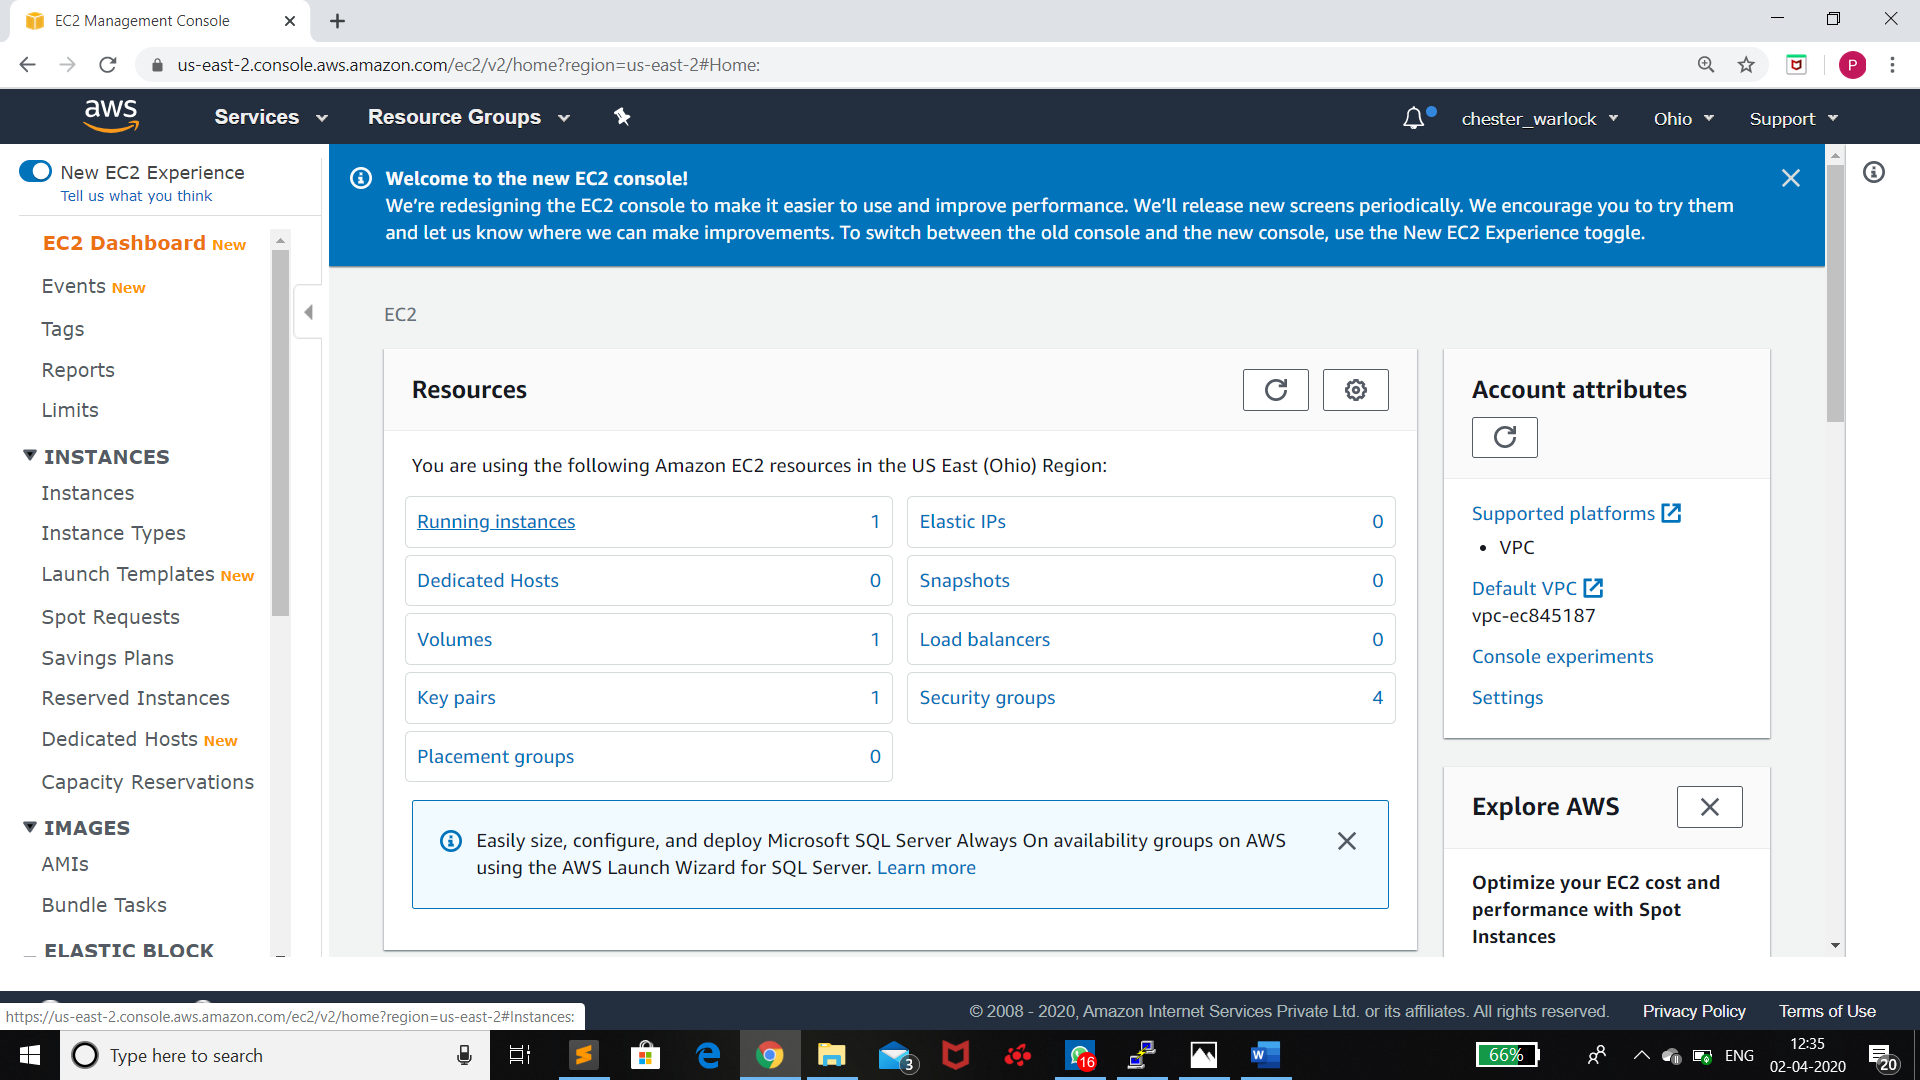 EC2 Management Console
us-east-2.console.aws.amazon.com/ec2/v2/home?region=us-east-2#Home:
P
aws
Services
Resource Groups
chester_warlock
Ohio
Support
New EC2 Experience
Tell us what you think
EC2 Dashboard New
Events New
Tags
Reports
Limits
INSTANCES
Instances
Instance Types
Launch Templates New
Spot Requests
Savings Plans
Reserved Instances
Dedicated Hosts New
Capacity Reservations
IMAGES
AMIs
Bundle Tasks
ELASTIC BLOCK
Welcome to the new EC2 console!
We're redesigning the EC2 console to make it easier to use and improve performance. We'll release new screens periodically. We encourage you to try them
and let us know where we can make improvements. To switch between the old console and the new console, use the New EC2 Experience toggle.
EC2
Resources
You are using the following Amazon EC2 resources in the US East (Ohio) Region:
Running instances 1
Elastic IPs 0
Dedicated Hosts 0
Snapshots 0
Volumes 1
Load balancers 0
Key pairs 1
Security groups 4
Placement groups 0
Easily size, configure, and deploy Microsoft SQL Server Always On availability groups on AWS
using the AWS Launch Wizard for SQL Server. Learn more
Account attributes
Supported platforms
• VPC
Default VPC
vpc-ec845187
Console experiments
Settings
Explore AWS
Optimize your EC2 cost and
performance with Spot
Instances
https://us-east-2.console.aws.amazon.com/ec2/v2/home?region=us-east-2#Instances:
© 2008 - 2020, Amazon Internet Services Private Ltd. or its affiliates. All rights reserved.
Privacy Policy
Terms of Use
Type here to search
3
16
W
66%
ENG
12:35
02-04-2020
20